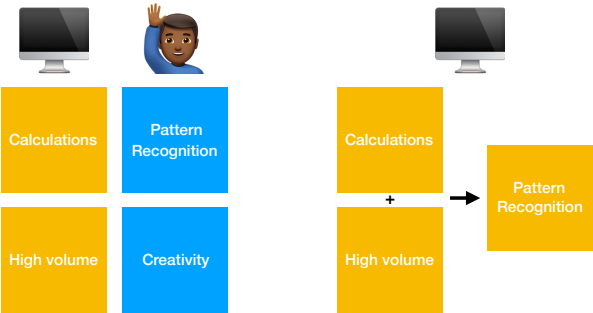 Calculations
Pattern
Recognition
High volume
Creativity
Calculations
+
High volume
Pattern
Recognition